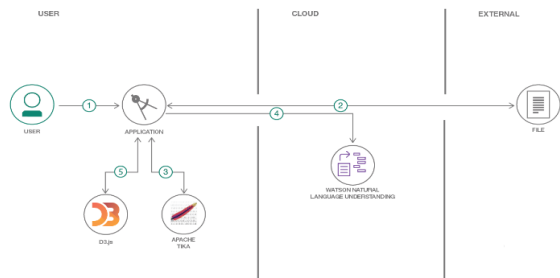 USER
CLOUD
EXTERNAL
1
2
4
USER
APPLICATION
FILE
5
3
WATSON NATURAL
LANGUAGE UNDERSTANDING
D3.js
APACHE
TIKA